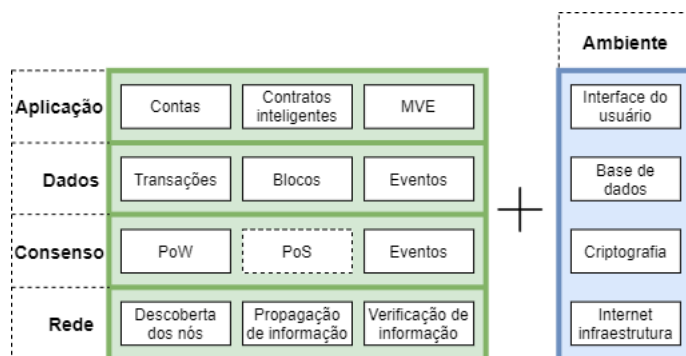 Ambiente
Aplicação
Contas
Contratos
inteligentes
MVE
Interface do
usuário
Dados
Transações
Blocos
Eventos
Base de
dados
Consenso
PoW
PoS
Eventos
Criptografia
Rede
Descoberta
dos nós
Propagação
de informação
Verificação de
informação
Internet
infraestrutura